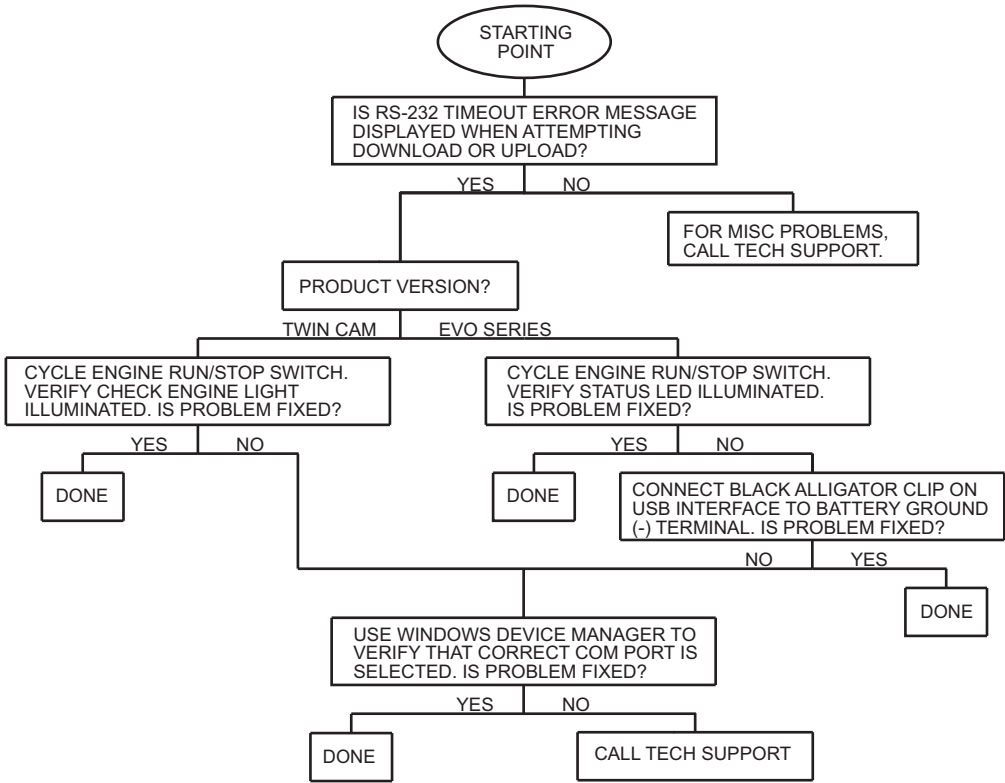 STARTING
POINT
IS RS-232 TIMEOUT ERROR MESSAGE
DISPLAYED WHEN ATTEMPTING
DOWNLOAD OR UPLOAD?
YES NO
FOR MISC PROBLEMS,
CALL TECH SUPPORT.
PRODUCT VERSION?
TWIN CAM EVO SERIES
CYCLE ENGINE RUN/STOP SWITCH.
VERIFY CHECK ENGINE LIGHT
ILLUMINATED. IS PROBLEM FIXED?
CYCLE ENGINE RUN/STOP SWITCH.
VERIFY STATUS LED ILLUMINATED.
IS PROBLEM FIXED?
YES NO
YES NO
DONE
DONE
CONNECT BLACK ALLIGATOR CLIP ON
USB INTERFACE TO BATTERY GROUND
(-) TERMINAL. IS PROBLEM FIXED?
NO YES
DONE
USE WINDOWS DEVICE MANAGER TO
VERIFY THAT CORRECT COM PORT IS
SELECTED. IS PROBLEM FIXED?
YES NO
DONE
CALL TECH SUPPORT